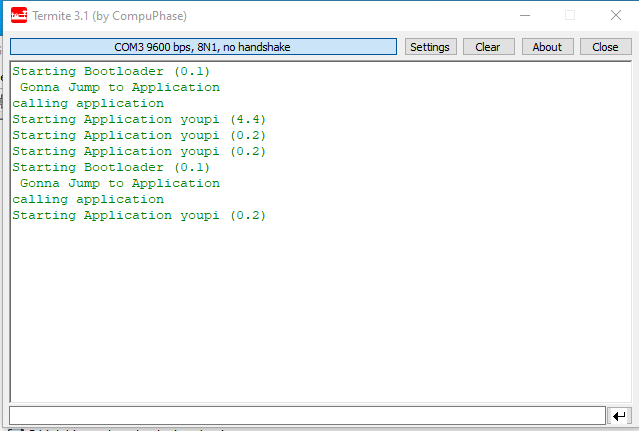 Termite 3.1 (by CompuPhase)
COM3 9600 bps, 8N1, no handshake
Settings
Clear
About
Close
Starting Bootloader (0.1)
 Gonna Jump to Application
calling application
Starting Application youpi (4.4)
Starting Application youpi (0.2)
Starting Application youpi (0.2)
Starting Bootloader (0.1)
 Gonna Jump to Application
calling application
Starting Application youpi (0.2)